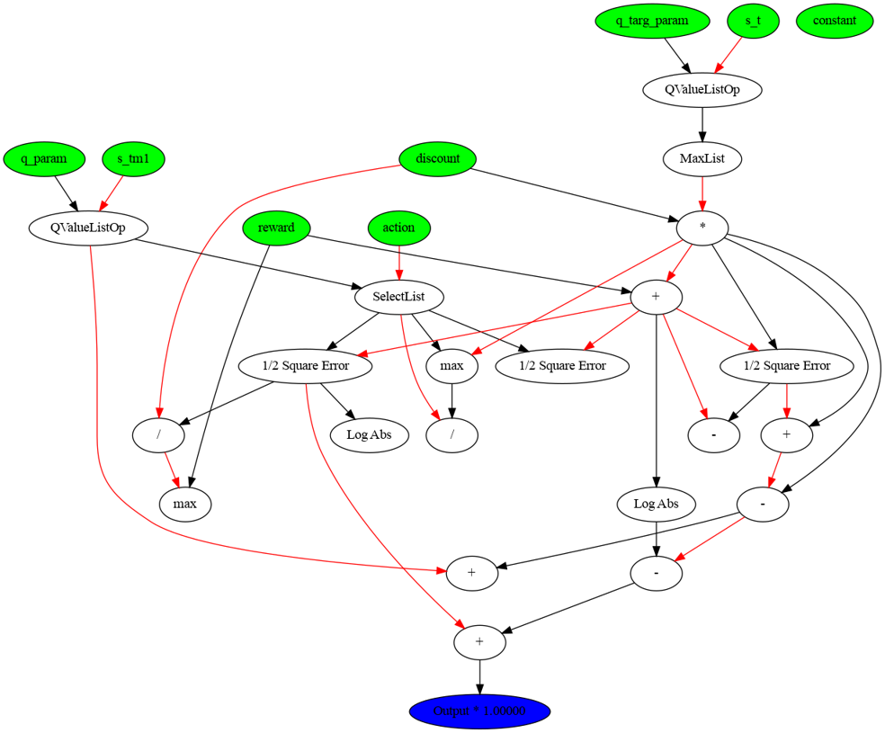 q_targ_param s_t constant
QValueListOp
q_param s_tm1 discount MaxList
QValueListOp reward action *
SelectList +
1/2 Square Error max 1/2 Square Error 1/2 Square Error
/ Log Abs / - +
max Log Abs -
+ -
+
Output * 1.00000